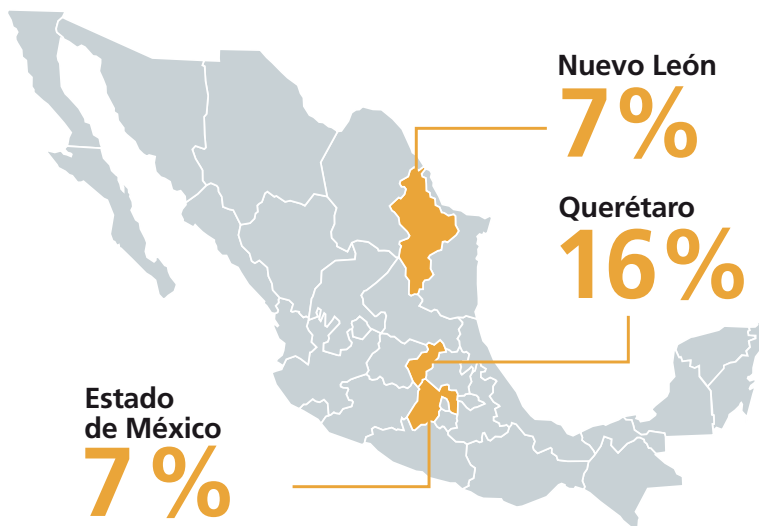 Nuevo León
7%
Querétaro
16%
Estado
de México
7%